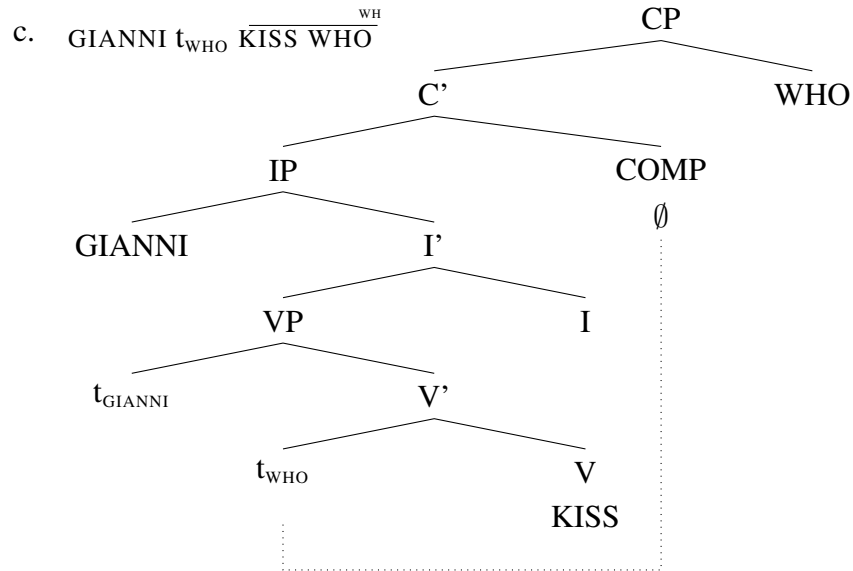 WH
CP
c. GIANNI t_WHO KISS WHO
C’ WHO
IP COMP
∅
GIANNI I’
VP I
t_GIANNI V’
t_WHO V
KISS